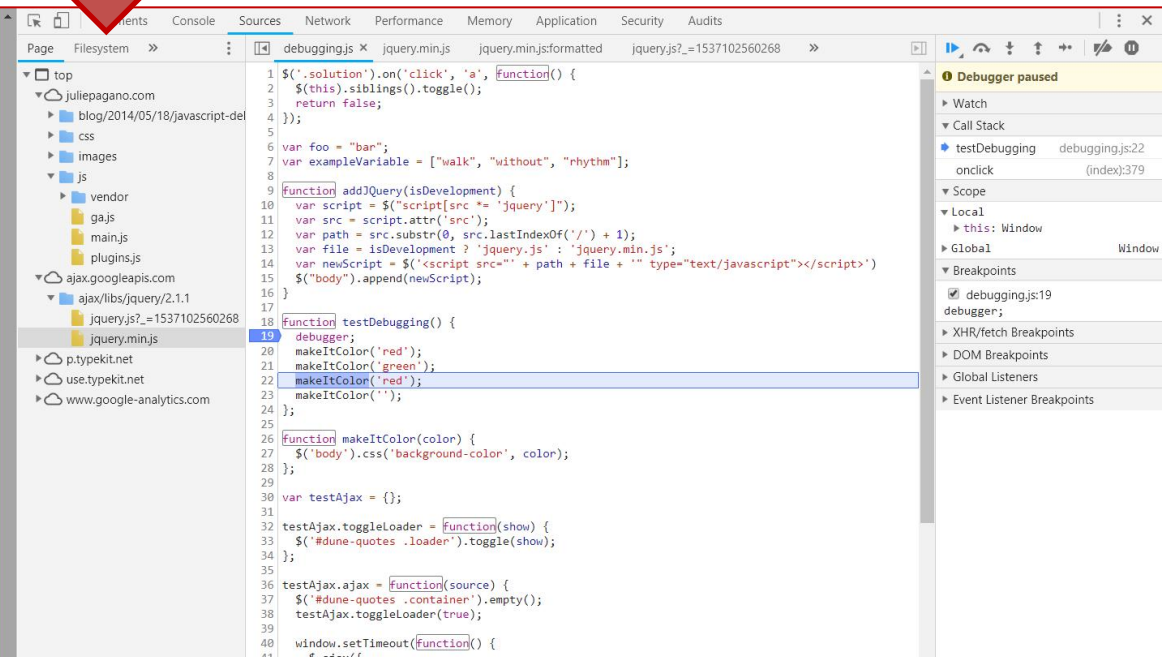 ments Console Sources Network Performance Memory Application Security Audits
Page Filesystem »
debugging.js × jquery.min.js jquery.min.js:formatted jquery.js?_=1537102560268 »
top
juliepagano.com
blog/2014/05/18/javascript-del
css
images
js
vendor
ga.js
main.js
plugins.js
ajax.googleapis.com
ajax/libs/jquery/2.1.1
jquery.js?_=1537102560268
jquery.min.js
p.typekit.net
use.typekit.net
www.google-analytics.com
1 $('.solution').on('click', 'a', function() {
2   $(this).siblings().toggle();
3   return false;
4 });
5
6 var foo = "bar";
7 var exampleVariable = ["walk", "without", "rhythm"];
8
9 function addJQuery(isDevelopment) {
10   var script = $("script[src *= 'jquery']");
11   var src = script.attr('src');
12   var path = src.substr(0, src.lastIndexOf('/') + 1);
13   var file = isDevelopment ? 'jquery.js' : 'jquery.min.js';
14   var newScript = $('<script src="' + path + file + '" type="text/javascript"></script>')
15   $("body").append(newScript);
16 }
17
18 function testDebugging() {
19   debugger;
20   makeItColor('red');
21   makeItColor('green');
22   makeItColor('red');
23   makeItColor('');
24 };
25
26 function makeItColor(color) {
27   $('body').css('background-color', color);
28 };
29
30 var testAjax = {};
31
32 testAjax.toggleLoader = function(show) {
33   $('#dune-quotes .loader').toggle(show);
34 };
35
36 testAjax.ajax = function(source) {
37   $('#dune-quotes .container').empty();
38   testAjax.toggleLoader(true);
39
40   window.setTimeout(function() {
41     $.ajax({
Debugger paused
Watch
Call Stack
testDebugging debugging.js:22
onclick (index):379
Scope
Local
this: Window
Global Window
Breakpoints
debugging.js:19
debugger;
XHR/fetch Breakpoints
DOM Breakpoints
Global Listeners
Event Listener Breakpoints